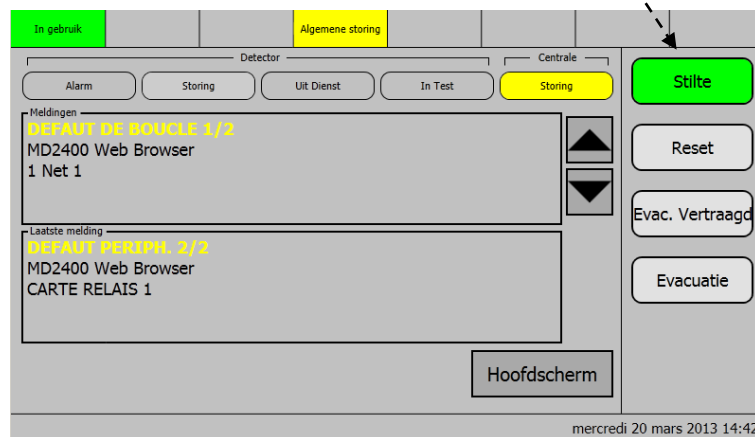 In gebruik
Algemene storing
Detector
Centrale
Alarm
Storing
Uit Dienst
In Test
Storing
Stilte
Meldingen
DEFAUT DE BOUCLE 1/2
MD2400 Web Browser
1 Net 1
Reset
Evac. Vertraagd
Laatste melding
DEFAUT PERIPH. 2/2
MD2400 Web Browser
CARTE RELAIS 1
Evacuatie
Hoofdscherm
mercredi 20 mars 2013 14:42